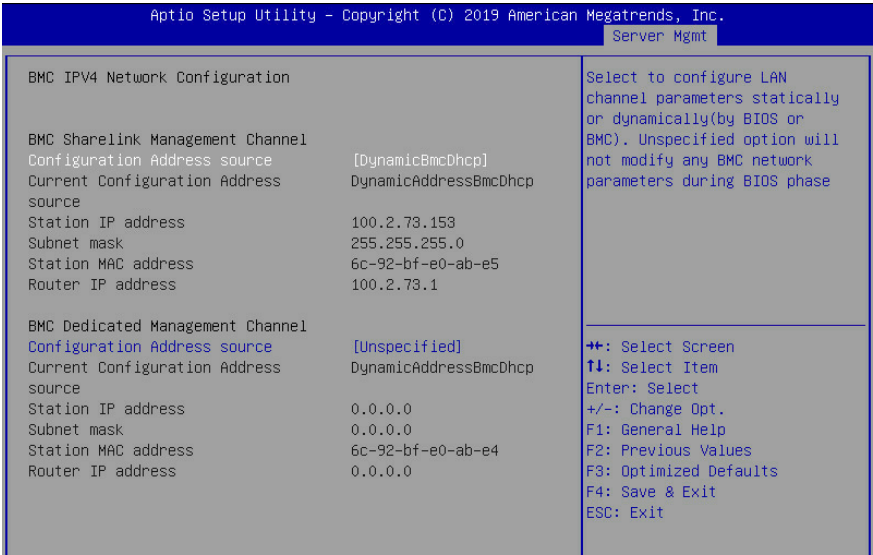 Aptio Setup Utility – Copyright (C) 2019 American Megatrends, Inc.
Server Mgmt
BMC IPV4 Network Configuration
BMC Sharelink Management Channel
Configuration Address source [DynamicBmcDhcp]
Current Configuration Address DynamicAddressBmcDhcp
source
Station IP address 100.2.73.153
Subnet mask 255.255.255.0
Station MAC address 6c-92-bf-e0-ab-e5
Router IP address 100.2.73.1
BMC Dedicated Management Channel
Configuration Address source [Unspecified]
Current Configuration Address DynamicAddressBmcDhcp
source
Station IP address 0.0.0.0
Subnet mask 0.0.0.0
Station MAC address 6c-92-bf-e0-ab-e4
Router IP address 0.0.0.0
Select to configure LAN
channel parameters statically
or dynamically(by BIOS or
BMC). Unspecified option will
not modify any BMC network
parameters during BIOS phase
→←: Select Screen
↑↓: Select Item
Enter: Select
+/-: Change Opt.
F1: General Help
F2: Previous Values
F3: Optimized Defaults
F4: Save & Exit
ESC: Exit